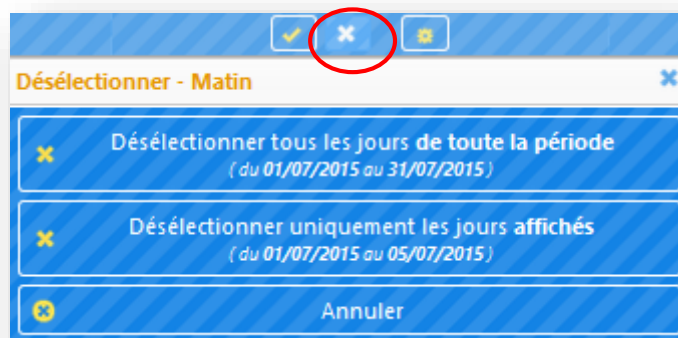 Désélectionner - Matin
Désélectionner tous les jours de toute la période
( du 01/07/2015 au 31/07/2015 )
Désélectionner uniquement les jours affichés
( du 01/07/2015 au 05/07/2015 )
Annuler